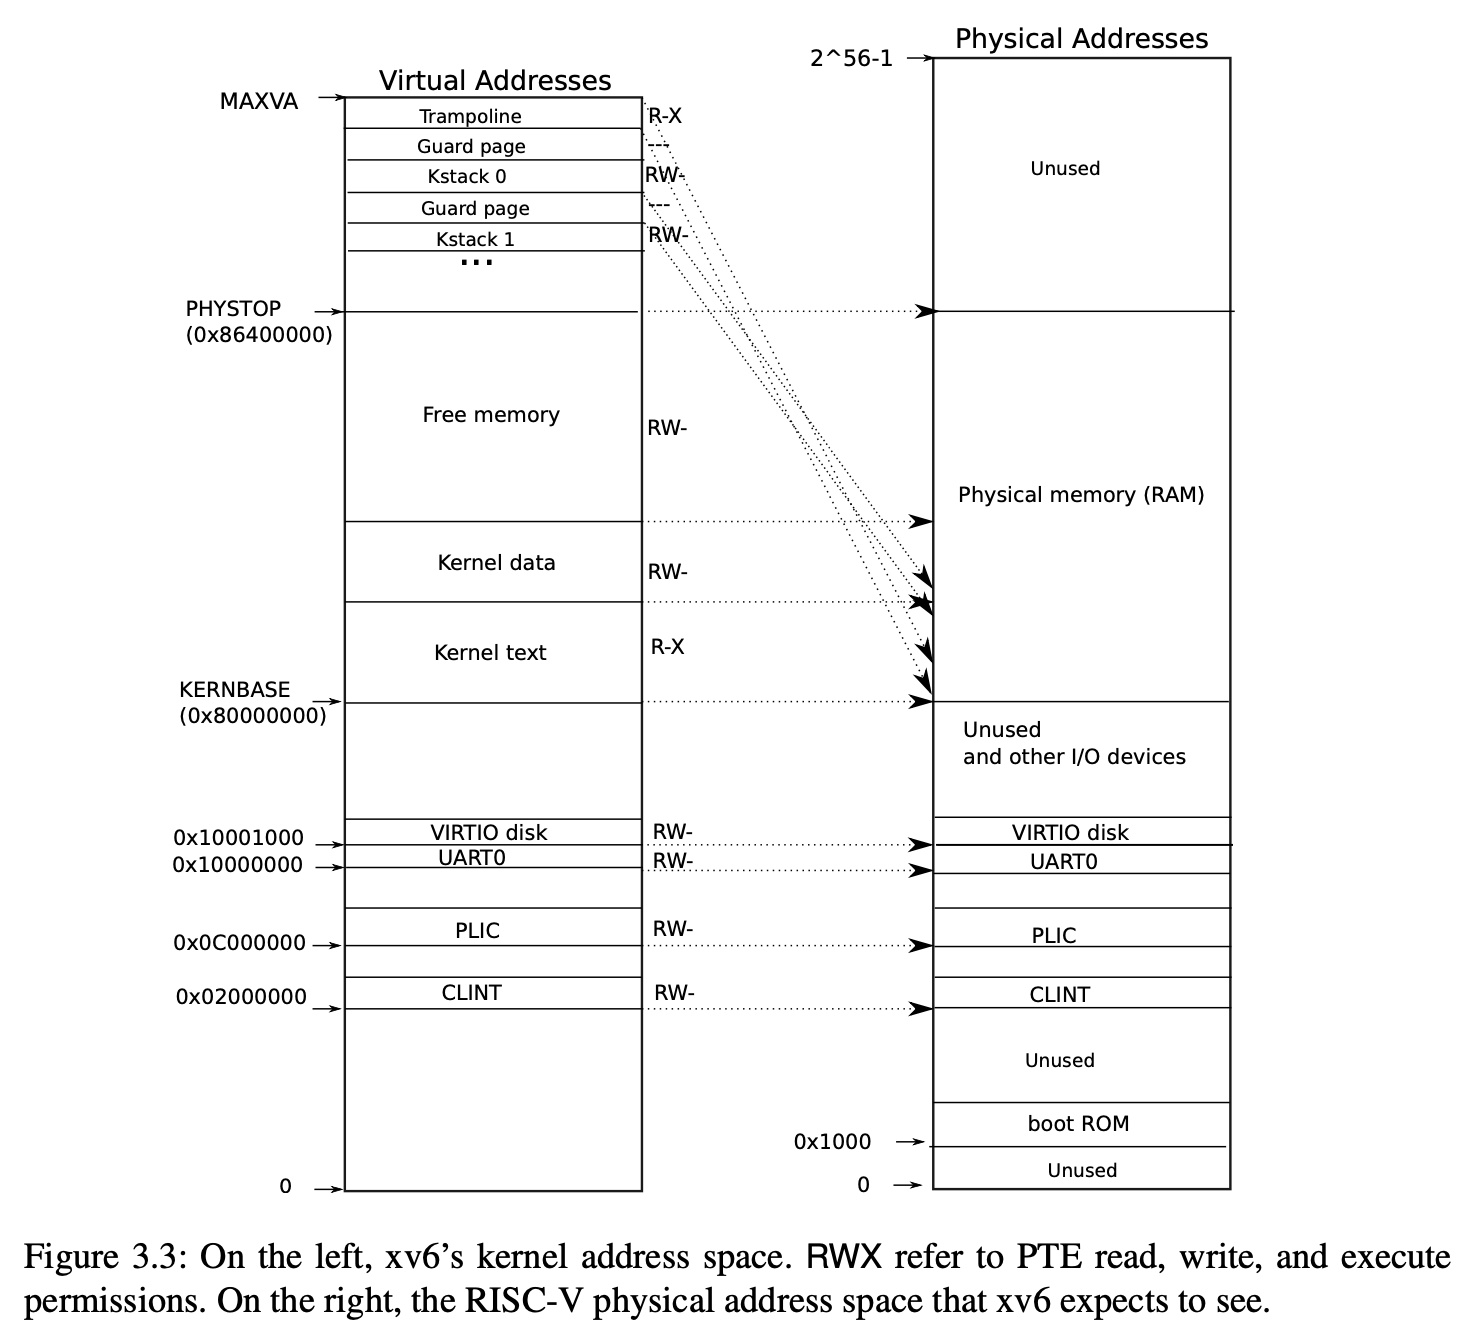 Physical Addresses
2^56-1
Virtual Addresses
MAXVA
Trampoline
R-X
Guard page
---
Unused
Kstack 0
RW-
Guard page
---
Kstack 1
RW-
...
PHYSTOP
(0x86400000)
Free memory
RW-
Physical memory (RAM)
Kernel data
RW-
Kernel text
R-X
KERNBASE
(0x80000000)
Unused
and other I/O devices
0x10001000
VIRTIO disk
RW-
VIRTIO disk
0x10000000
UART0
RW-
UART0
0x0C000000
PLIC
RW-
PLIC
0x02000000
CLINT
RW-
CLINT
Unused
boot ROM
0x1000
Unused
0
0
Figure 3.3: On the left, xv6’s kernel address space. RWX refer to PTE read, write, and execute
permissions. On the right, the RISC-V physical address space that xv6 expects to see.